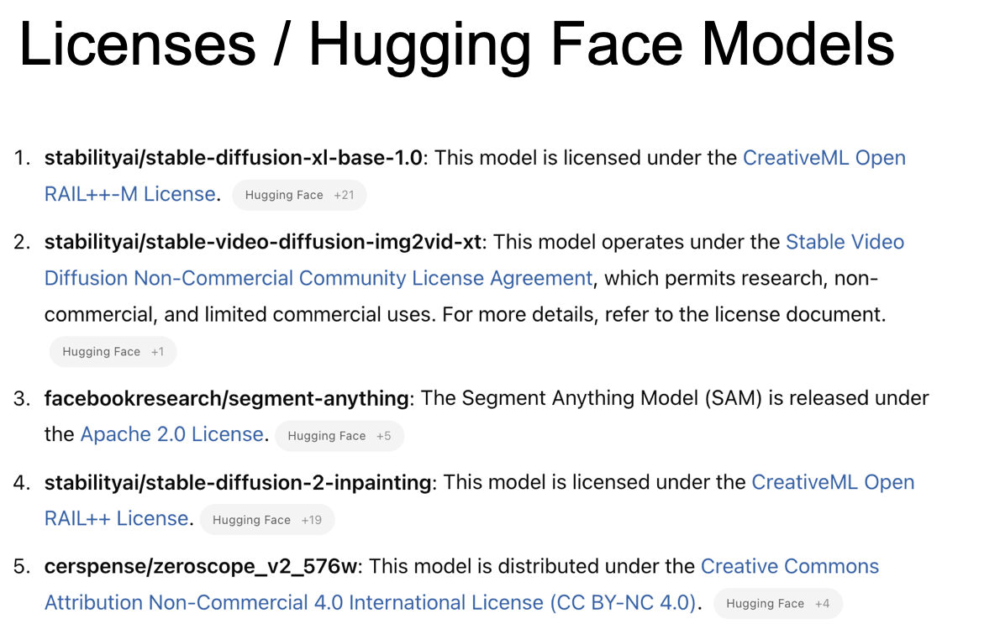 Licenses / Hugging Face Models
1. stabilityai/stable-diffusion-xl-base-1.0: This model is licensed under the CreativeML Open
RAIL++-M License. Hugging Face +21
2. stabilityai/stable-video-diffusion-img2vid-xt: This model operates under the Stable Video
Diffusion Non-Commercial Community License Agreement, which permits research, non-
commercial, and limited commercial uses. For more details, refer to the license document.
Hugging Face +1
3. facebookresearch/segment-anything: The Segment Anything Model (SAM) is released under
the Apache 2.0 License. Hugging Face +5
4. stabilityai/stable-diffusion-2-inpainting: This model is licensed under the CreativeML Open
RAIL++ License. Hugging Face +19
5. cerspense/zeroscope_v2_576w: This model is distributed under the Creative Commons
Attribution Non-Commercial 4.0 International License (CC BY-NC 4.0). Hugging Face +4